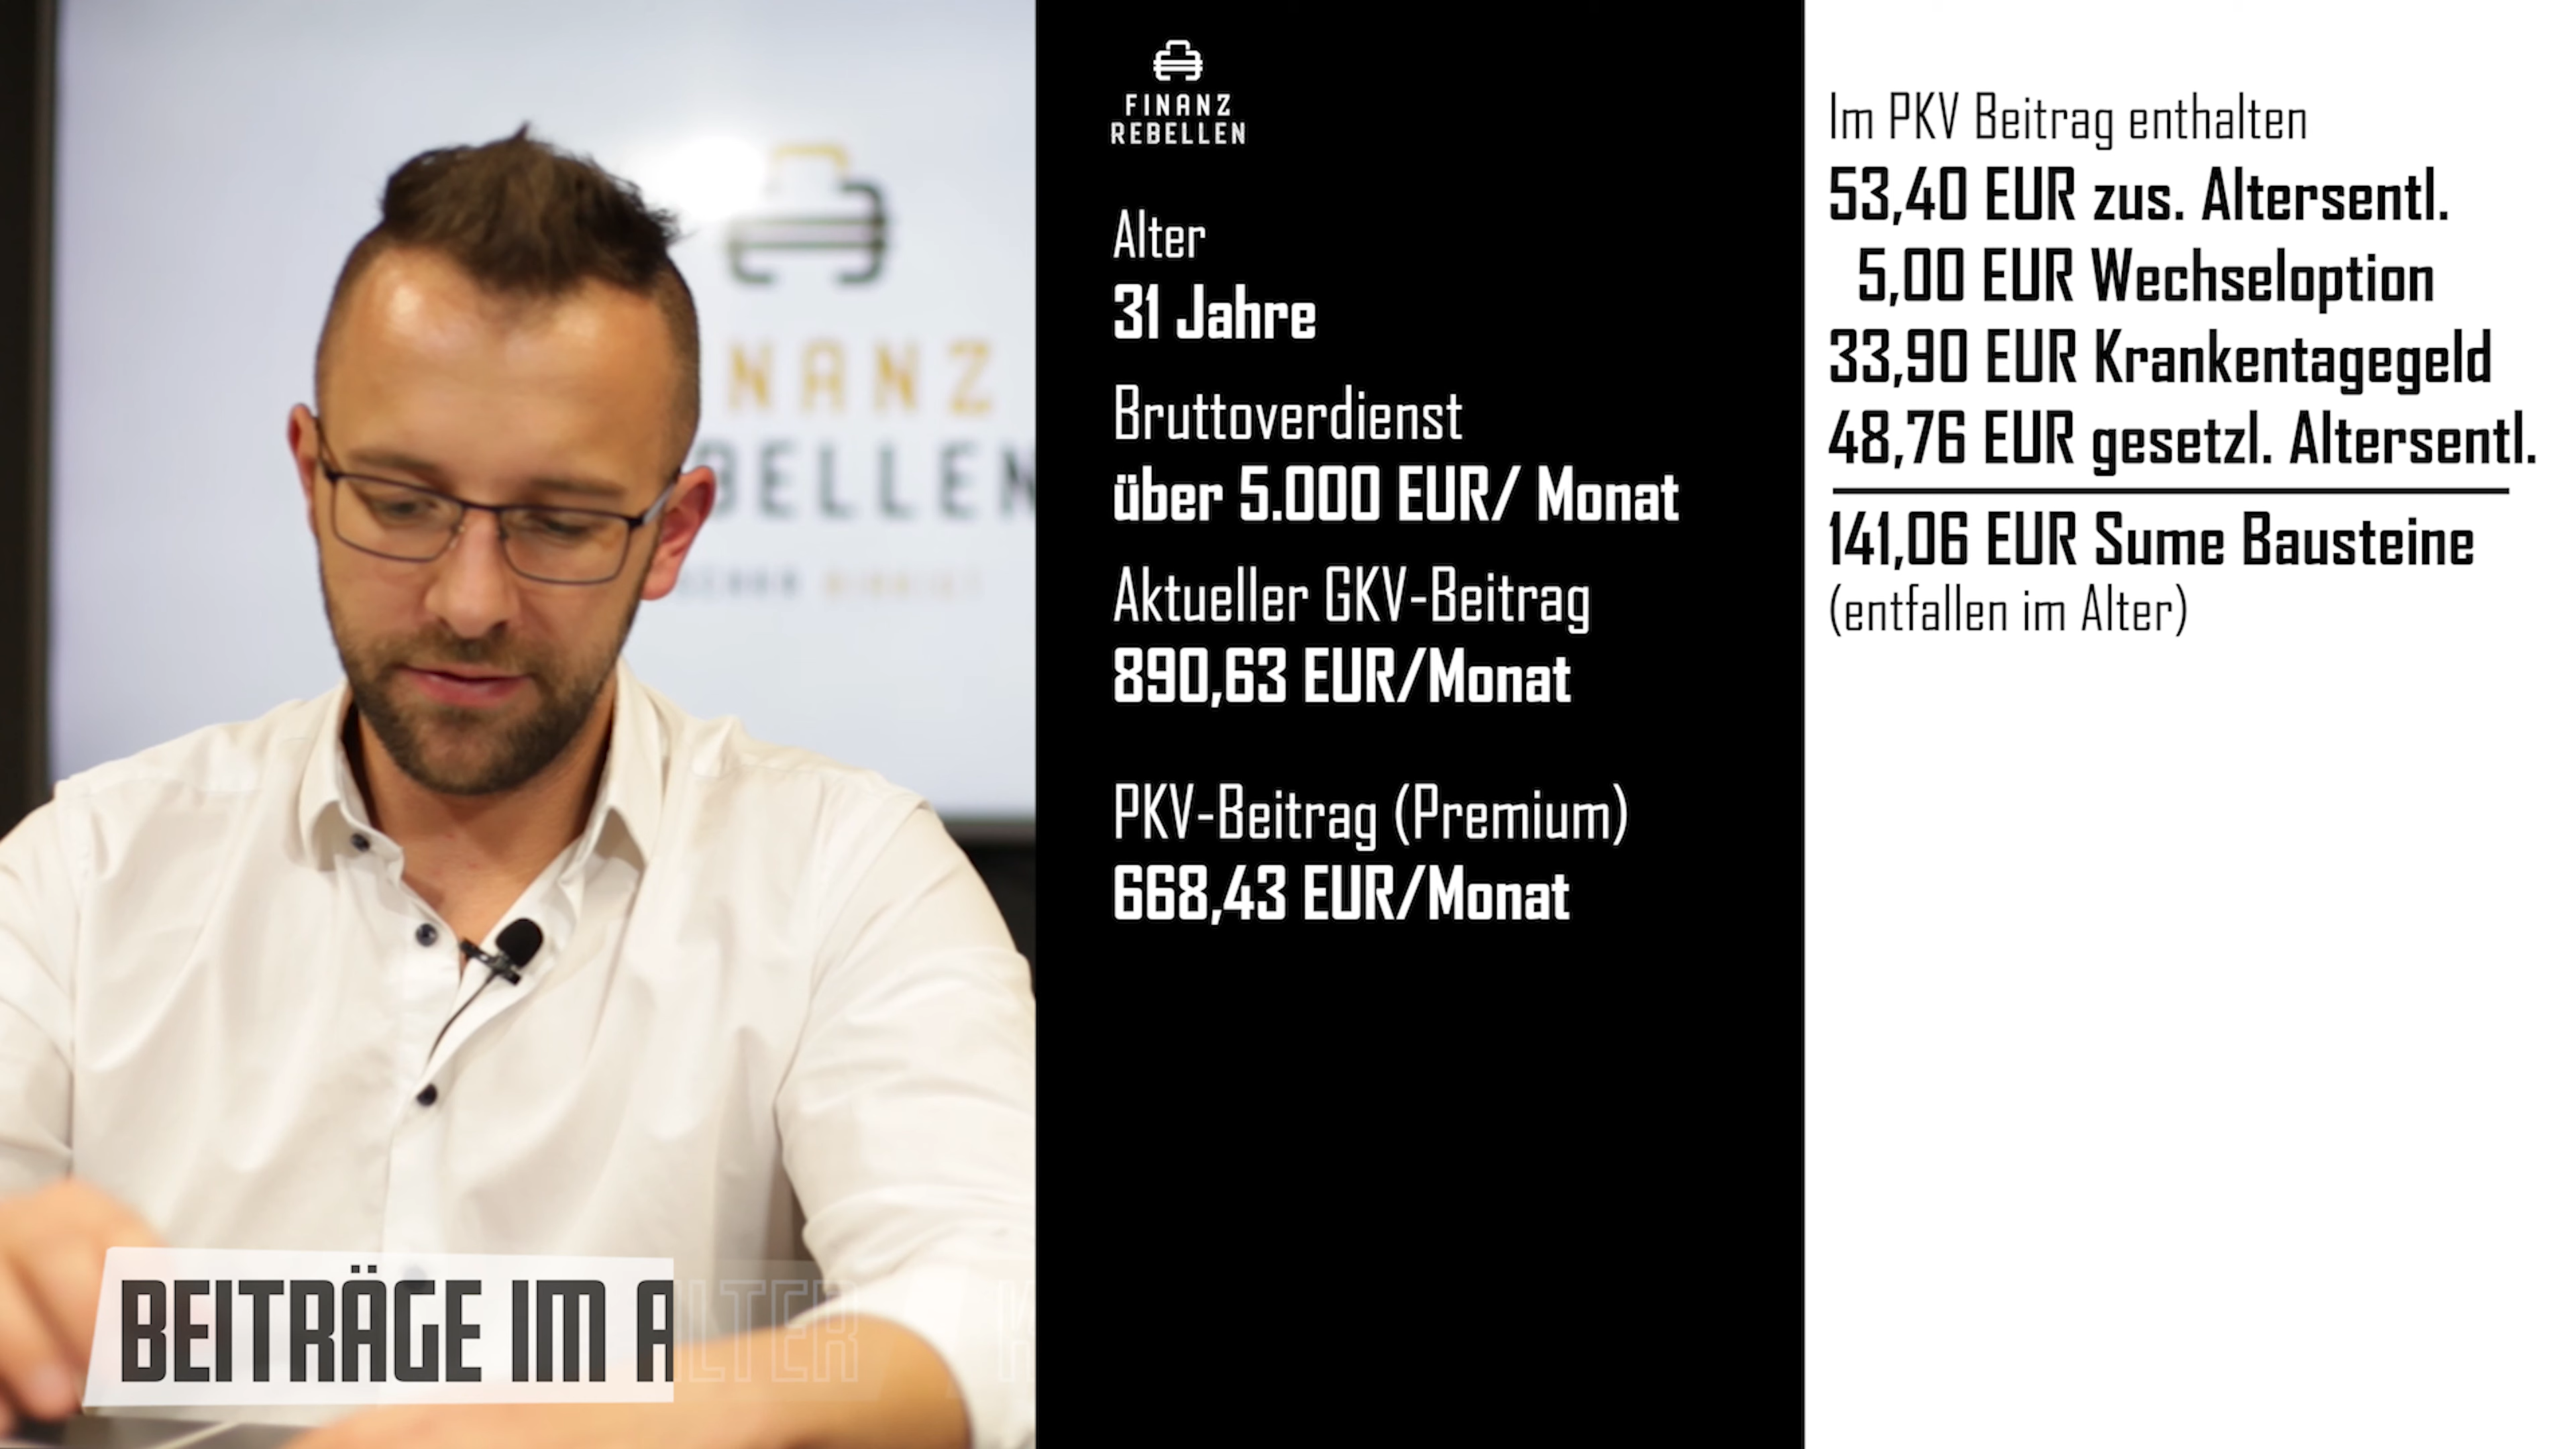 NANZ
BELLEN
BEITRÄGE IM ALTER
FINANZ
REBELLEN
Alter
31 Jahre
Bruttoverdienst
über 5.000 EUR/ Monat
Aktueller GKV-Beitrag
890,63 EUR/Monat
PKV-Beitrag (Premium)
668,43 EUR/Monat
Im PKV Beitrag enthalten
53,40 EUR zus. Altersentl.
5,00 EUR Wechseloption
33,90 EUR Krankentagegeld
48,76 EUR gesetzl. Altersentl.
141,06 EUR Sume Bausteine
(entfallen im Alter)